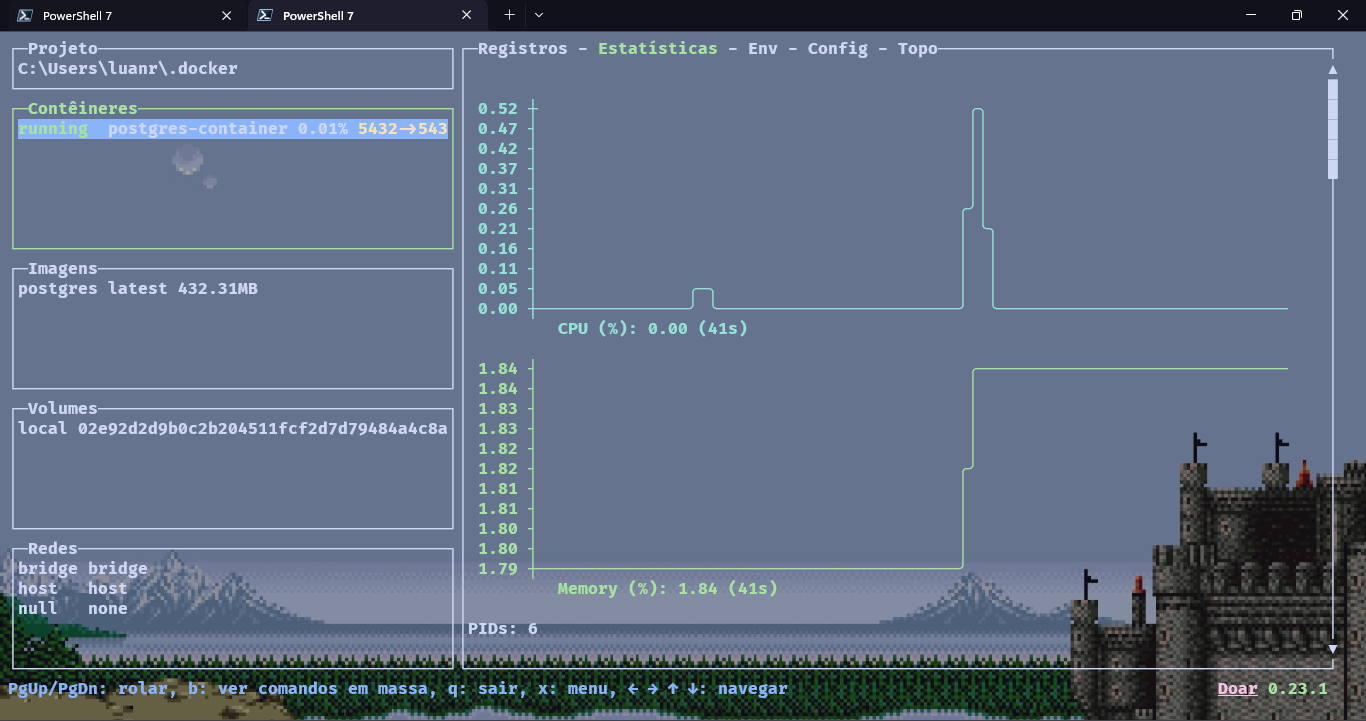 PowerShell 7
PowerShell 7
Projeto
C:\Users\luanr\.docker
Contêineres
running postgres-container 0.01% 5432→543
Imagens
postgres latest 432.31MB
Volumes
local 02e92d2d9b0c2b204511fcf2d7d79484a4c8a
Redes
bridge bridge
host host
null none
Registros - Estatísticas - Env - Config - Topo
0.52
0.47
0.42
0.37
0.31
0.26
0.21
0.16
0.11
0.05
0.00
CPU (%): 0.00 (41s)
1.84
1.84
1.83
1.83
1.82
1.82
1.81
1.81
1.80
1.80
1.79
Memory (%): 1.84 (41s)
PIDs: 6
PgUp/PgDn: rolar, b: ver comandos em massa, q: sair, x: menu, ← → ↑ ↓: navegar
Doar 0.23.1